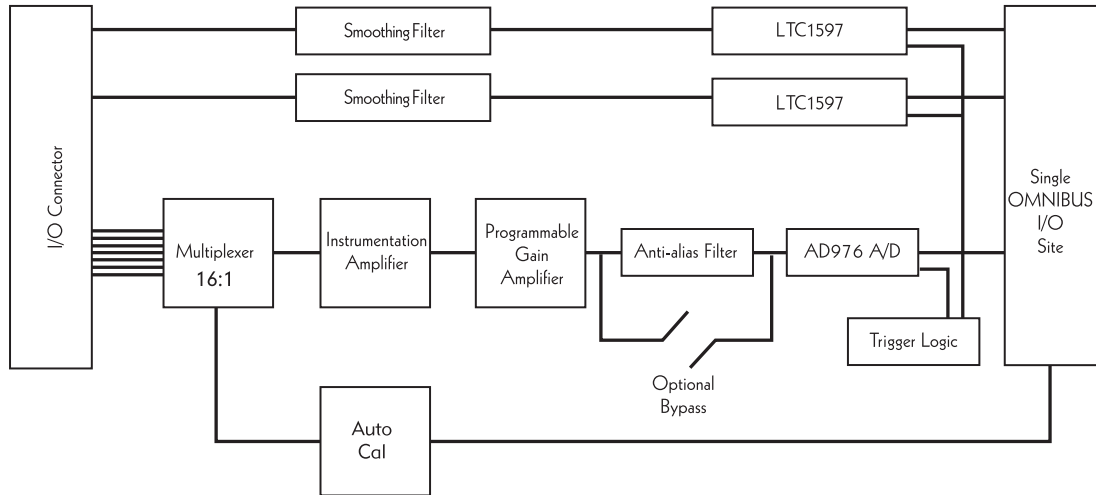 Smoothing Filter
LTC1597
Smoothing Filter
LTC1597
I/O Connector
Single
OMNIBUS
I/O
Site
Multiplexer
16:1
Instrumentation
Amplifier
Programmable
Gain
Amplifier
Anti-alias Filter
AD976 A/D
Trigger Logic
Optional
Bypass
Auto
Cal